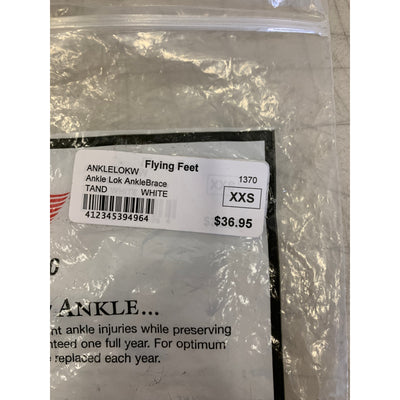 Flying Feet
ANKLELOKW 1370
Ankle Lok AnkleBrace
TAND WHITE XXS
412345394964 $36.95
C
ANKLE...
nt ankle injuries while preserving
nteed one full year. For optimum
replaced each year.